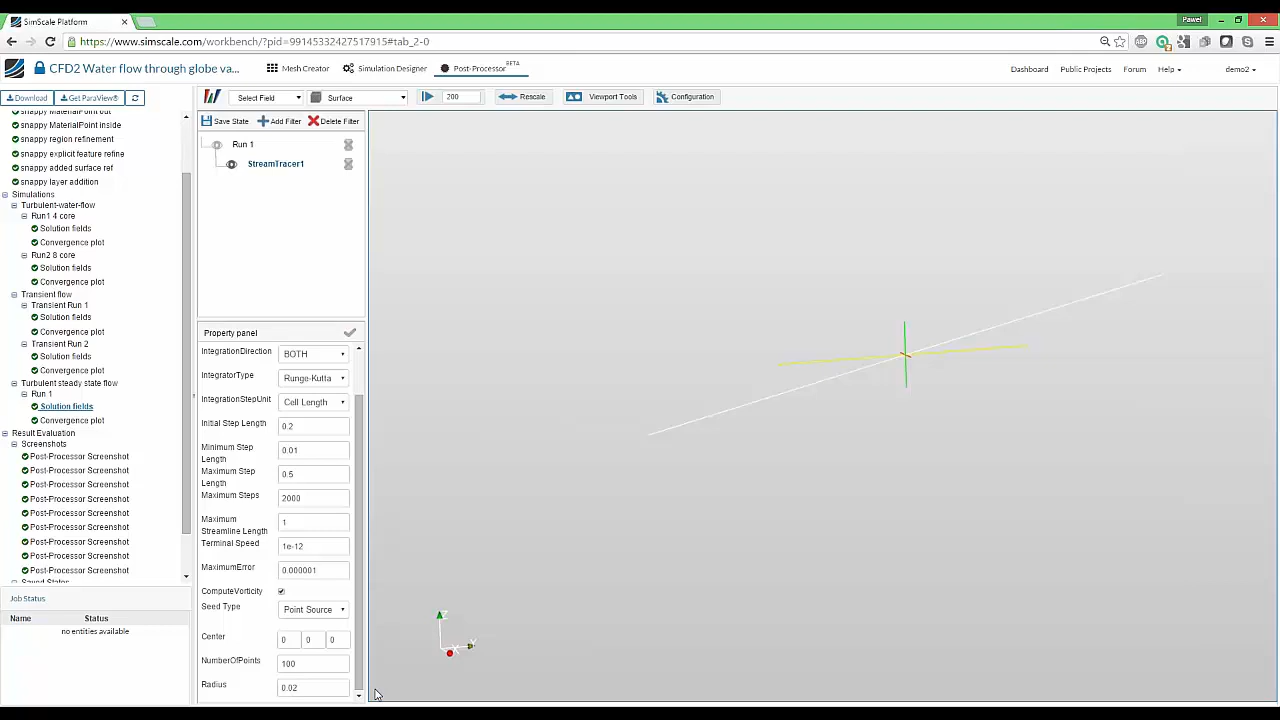 SimScale Platform
Pawel
https://www.simscale.com/workbench/?pid=99145332427517915#tab_2-0
CFD2 Water flow through globe va...
Mesh Creator
Simulation Designer
Post-Processor BETA
Dashboard
Public Projects
Forum
Help
demo2
Download
Get ParaView®
Select Field
Surface
200
Rescale
Viewport Tools
Configuration
snappy MaterialPoint out
snappy MaterialPoint inside
snappy region refinement
snappy explicit feature refine
snappy added surface ref
snappy layer addition
Simulations
Turbulent-water-flow
Run1 4 core
Solution fields
Convergence plot
Run2 8 core
Solution fields
Convergence plot
Transient flow
Transient Run 1
Solution fields
Convergence plot
Transient Run 2
Solution fields
Convergence plot
Turbulent steady state flow
Run 1
Solution fields
Convergence plot
Result Evaluation
Screenshots
Post-Processor Screenshot
Post-Processor Screenshot
Post-Processor Screenshot
Post-Processor Screenshot
Post-Processor Screenshot
Post-Processor Screenshot
Post-Processor Screenshot
Post-Processor Screenshot
Post-Processor Screenshot
Saved States
Job Status
Name Status
no entities available
Save State
Add Filter
Delete Filter
Run 1
StreamTracer1
Property panel
IntegrationDirection BOTH
IntegratorType Runge-Kutta
IntegrationStepUnit Cell Length
Initial Step Length 0.2
Minimum Step
Length 0.01
Maximum Step
Length 0.5
Maximum Steps 2000
Maximum
Streamline Length 1
Terminal Speed 1e-12
MaximumError 0.000001
ComputeVorticity
Seed Type Point Source
Center 0 0 0
NumberOfPoints 100
Radius 0.02
Z
X
Y